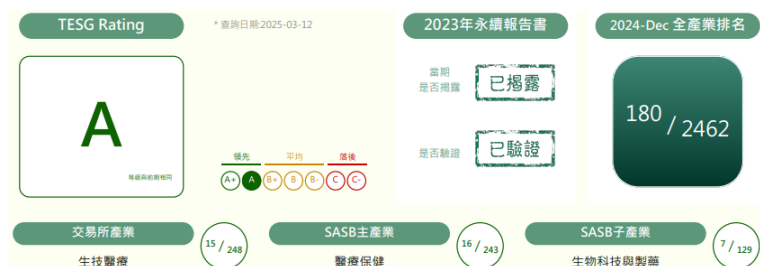 TESG Rating
* 查詢日期:2025-03-12
2023年永續報告書
2024-Dec 全產業排名
A
等級與前期相同
領先 平均 落後
A+ A B+ B B- C C-
當期
是否揭露
已揭露
是否驗證
已驗證
180 / 2462
交易所產業
15 / 248
SASB主產業
16 / 243
SASB子產業
7 / 129
生技醫療
醫療保健
生物科技與製藥